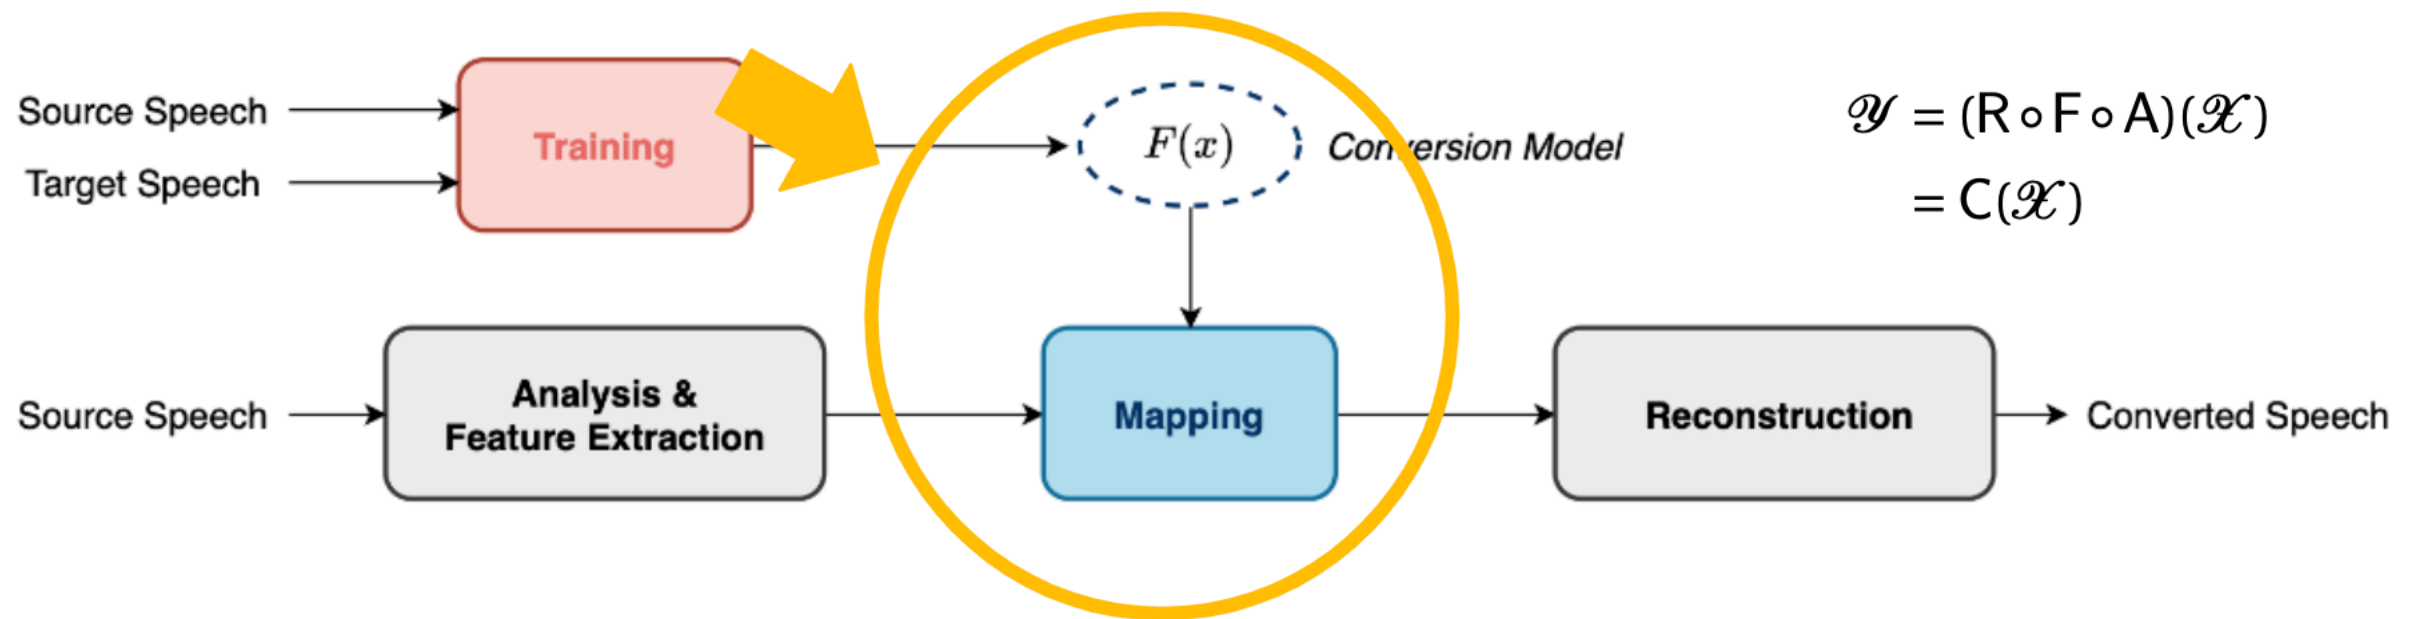 Source Speech
Target Speech
Training
F(x)
Conversion Model
𝒴 = (R∘F∘A)(𝒳)
= C(𝒳)
Source Speech
Analysis &
Feature Extraction
Mapping
Reconstruction
Converted Speech